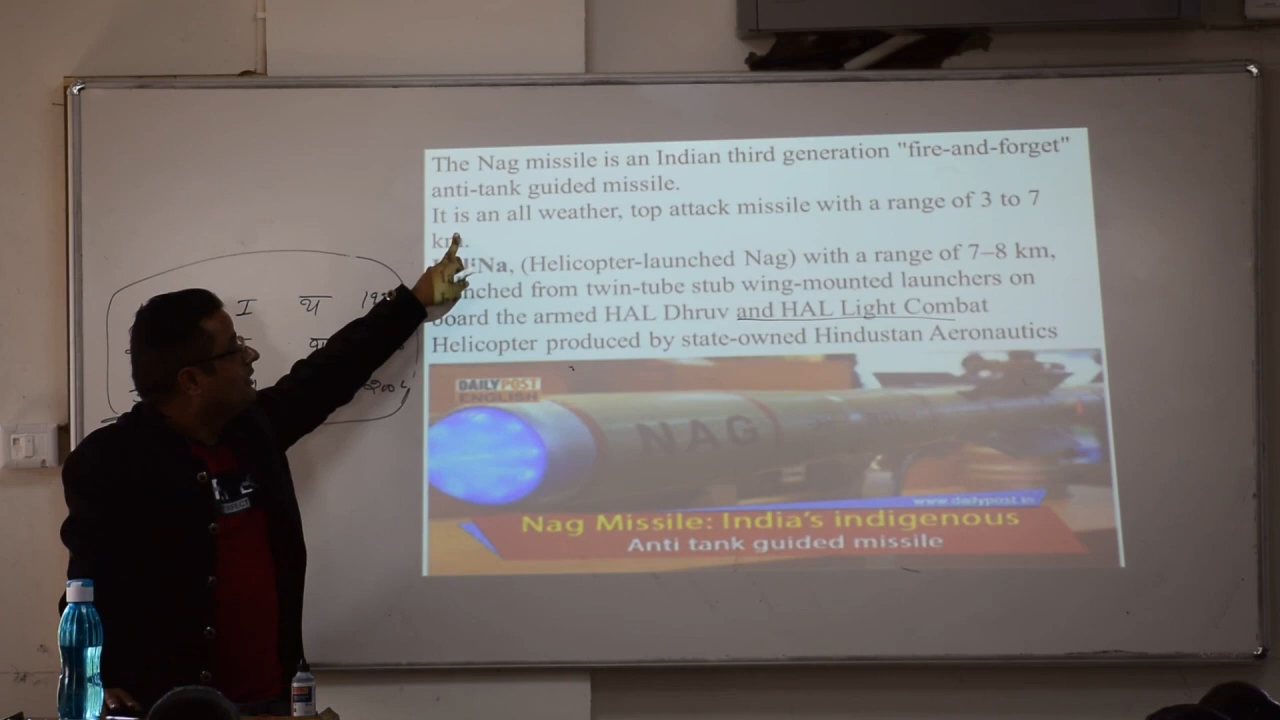 The Nag missile is an Indian third generation "fire-and-forget"
anti-tank guided missile.
It is an all weather, top attack missile with a range of 3 to 7
km.
(Helicopter-launched Nag) with a range of 7–8 km,
from twin-tube stub wing-mounted launchers on
board the armed HAL Dhruv and HAL Light Combat
Helicopter produced by state-owned Hindustan Aeronautics
DAILYPOST
ENGLISH
NAG
www.dailypost.in
Nag Missile: India's indigenous
Anti tank guided missile
I य